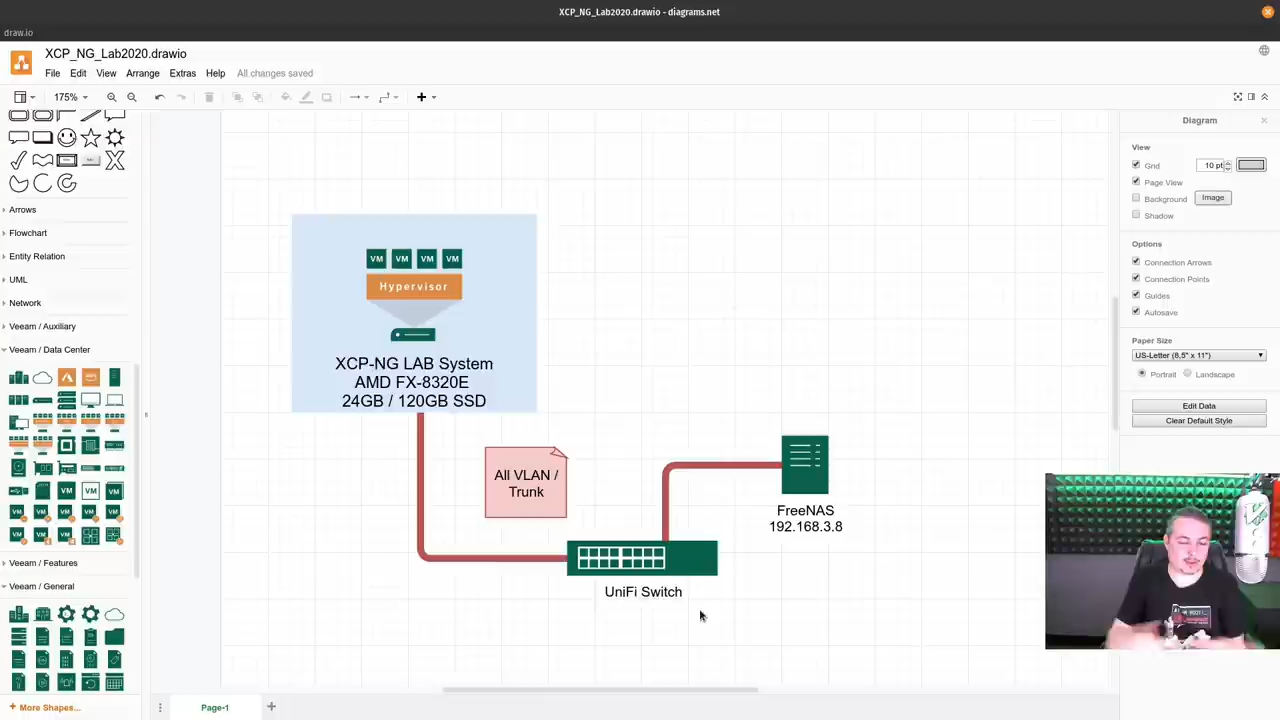 XCP_NG_Lab2020.drawio - diagrams.net
draw.io
XCP_NG_Lab2020.drawio
File Edit View Arrange Extras Help All changes saved
175%
Arrows
Flowchart
Entity Relation
UML
Network
Veeam / Auxiliary
Veeam / Data Center
VM VM
Veeam / Features
Veeam / General
+ More Shapes...
VM VM VM VM
Hypervisor
XCP-NG LAB System
AMD FX-8320E
24GB / 120GB SSD
All VLAN /
Trunk
FreeNAS
192.168.3.8
UniFi Switch
Page-1
Diagram
View
Grid 10 pt
Page View
Background Image
Shadow
Options
Connection Arrows
Connection Points
Guides
Autosave
Paper Size
US-Letter (8,5" x 11")
Portrait Landscape
Edit Data
Clear Default Style